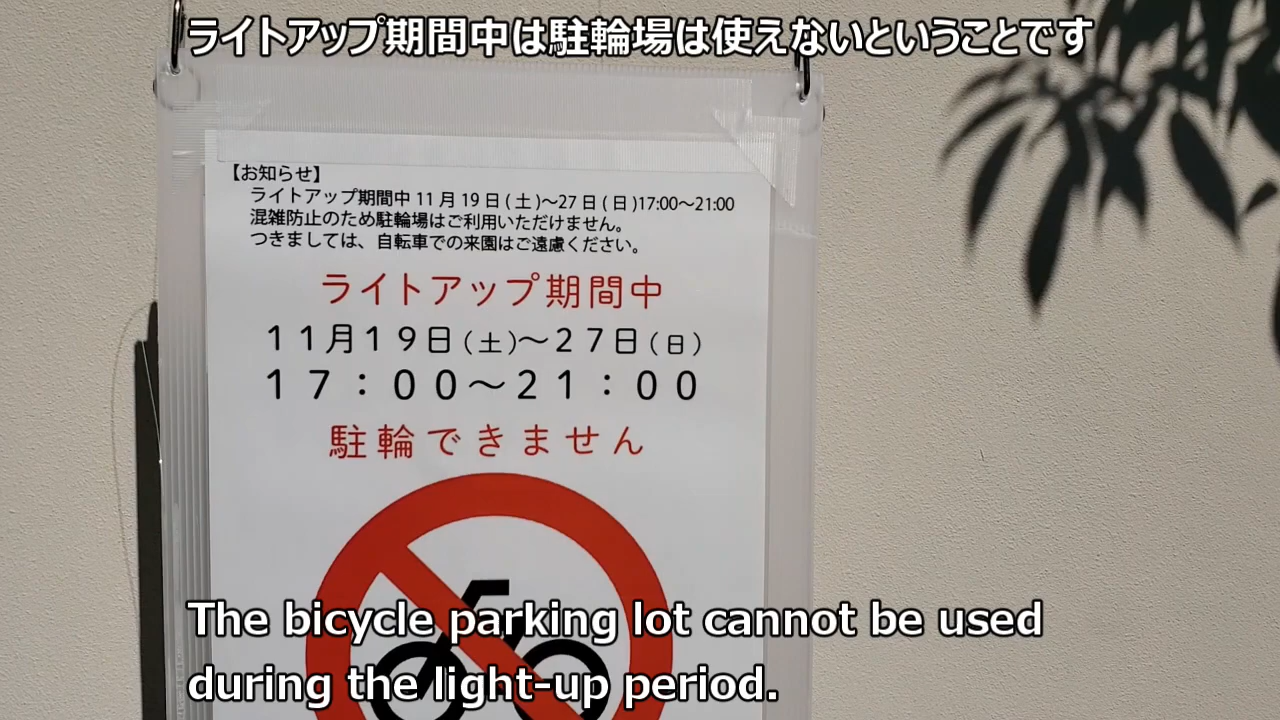 ライトアップ期間中は駐輪場は使えないということです
【お知らせ】
ライトアップ期間中 11 月 19 日 ( 土 )〜27 日 ( 日 )17:00〜21:00
混雑防止のため駐輪場はご利用いただけません。
つきましては、自転車での来園はご遠慮ください。
ライトアップ期間中
１１月１９日（土）〜２７日（日）
１７：００〜２１：００
駐輪できません
The bicycle parking lot cannot be used
during the light-up period.